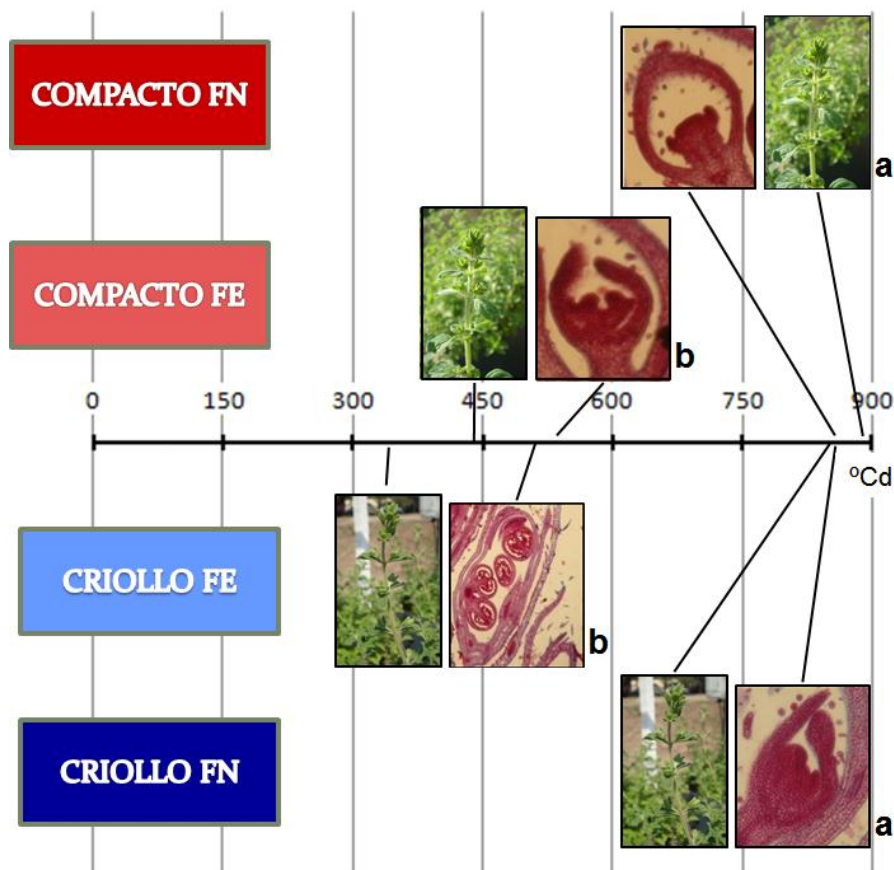 COMPACTO FN
a
COMPACTO FE
b
0 150 300 450 600 750 900
ºCd
CRIOLLO FE
b
CRIOLLO FN
a